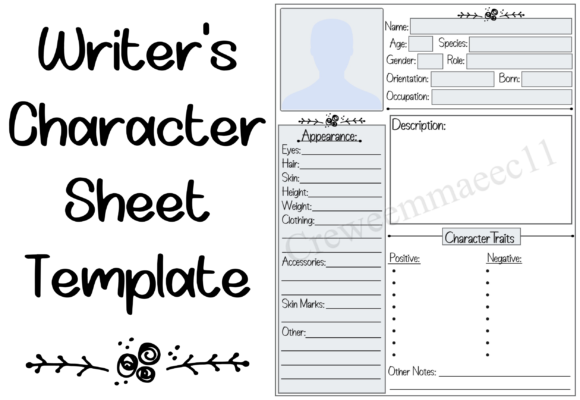 Writer's
Character
Sheet
Template
Name:
Age: Species:
Gender: Role:
Orientation: Born:
Occupation:
Appearance:
Eyes:
Hair:
Skin:
Height:
Weight:
Clothing:
Accessories:
Skin Marks:
Other:
Description:
Character Traits
Positive: Negative:
Other Notes:
Creweemmaeec11